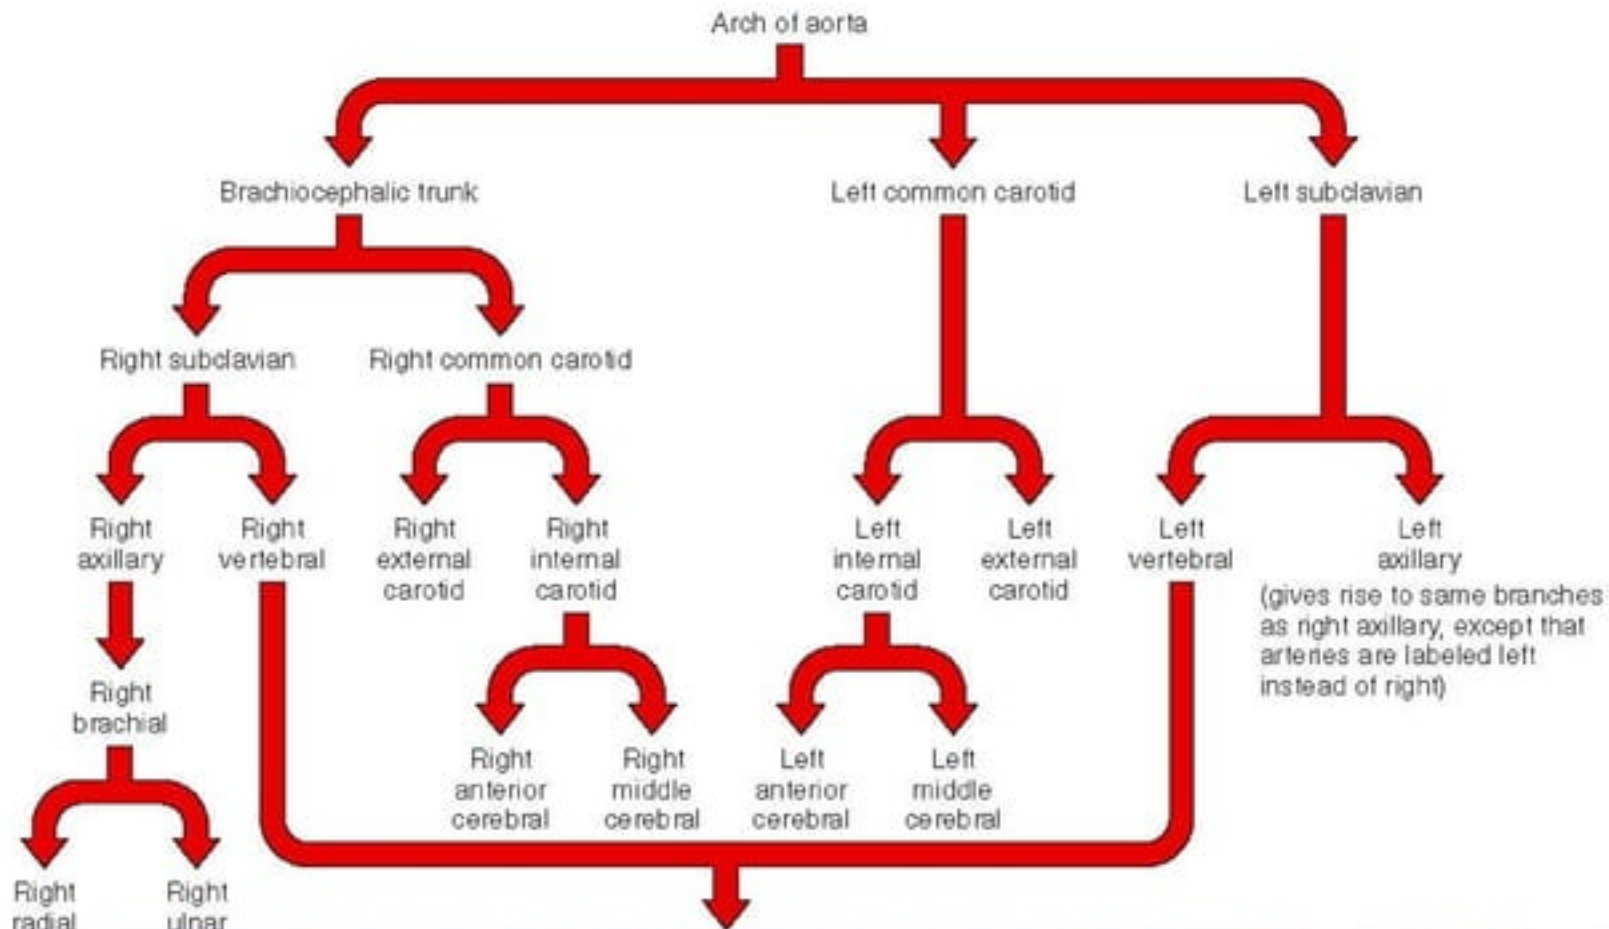 Arch of aorta
Brachiocephalic trunk
Left common carotid
Left subclavian
Right subclavian
Right common carotid
Right
axillary
Right
vertebral
Right
external
carotid
Right
internal
carotid
Left
internal
carotid
Left
external
carotid
Left
vertebral
Left
axillary
(gives rise to same branches
as right axillary, except that
arteries are labeled left
instead of right)
Right
brachial
Right
anterior
cerebral
Right
middle
cerebral
Left
anterior
cerebral
Left
middle
cerebral
Right
radial
Right
ulnar